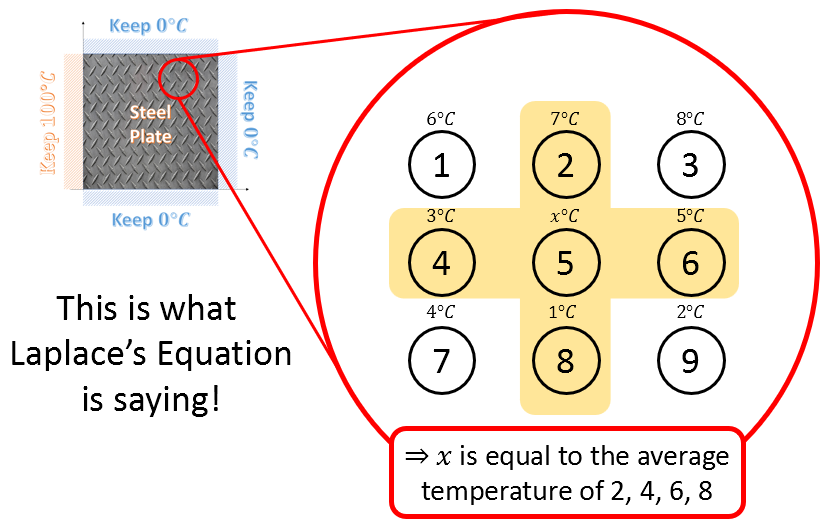 Keep 0°C
Keep 100°C
Steel
Plate
Keep 0°C
Keep 0°C
This is what
Laplace’s Equation
is saying!
6°C 7°C 8°C
1 2 3
3°C x°C 5°C
4 5 6
4°C 1°C 2°C
7 8 9
⇒ x is equal to the average
temperature of 2, 4, 6, 8